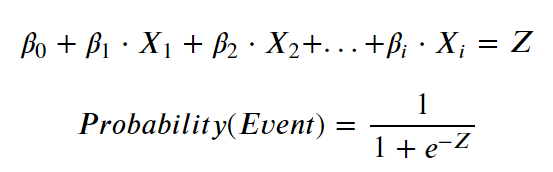 β₀ + β₁ · X₁ + β₂ · X₂+. . . +βᵢ · Xᵢ = Z
Probability(Event) = 1 / (1 + e^−Z)